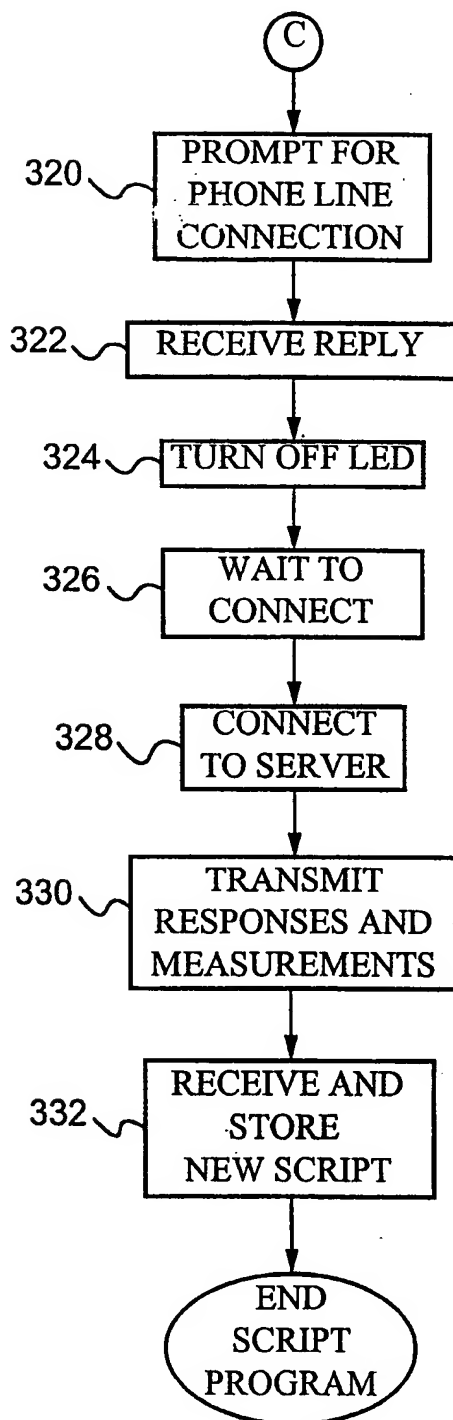 C
320
PROMPT FOR
PHONE LINE
CONNECTION
322
RECEIVE REPLY
324
TURN OFF LED
326
WAIT TO
CONNECT
328
CONNECT
TO SERVER
330
TRANSMIT
RESPONSES AND
MEASUREMENTS
332
RECEIVE AND
STORE
NEW SCRIPT
END
SCRIPT
PROGRAM